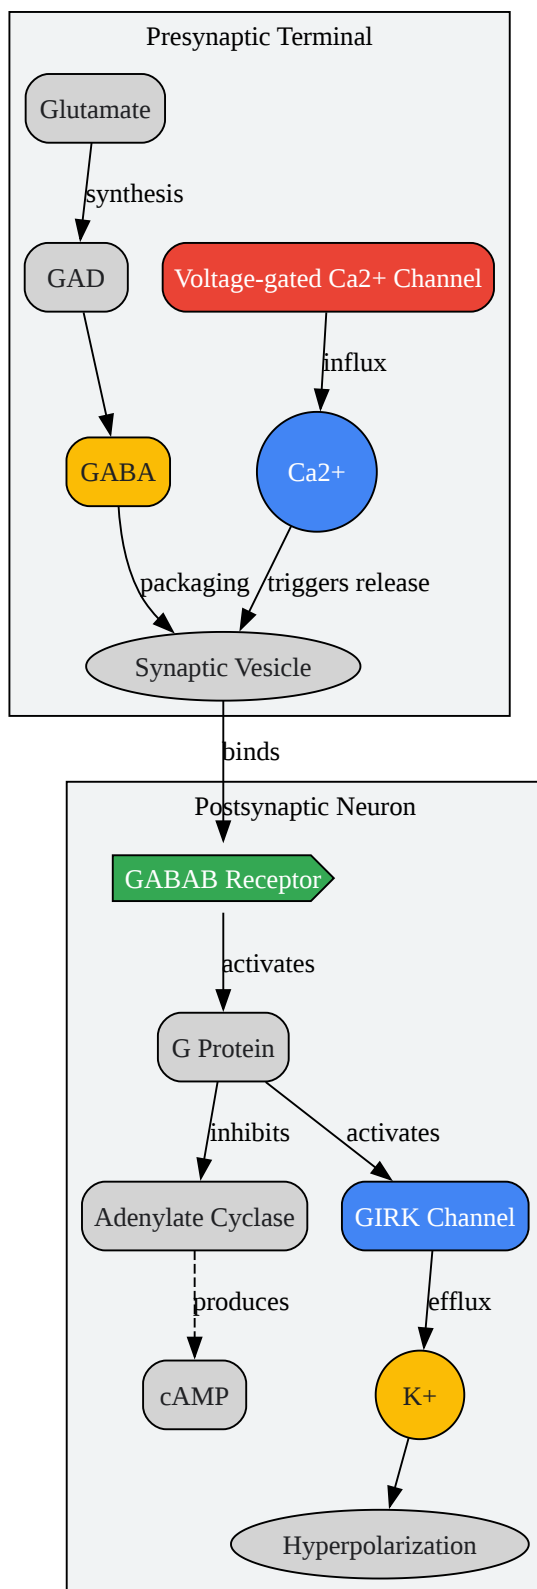 Presynaptic Terminal
Glutamate
synthesis
GAD
Voltage-gated Ca2+ Channel
influx
GABA
Ca2+
packaging
triggers release
Synaptic Vesicle
binds
Postsynaptic Neuron
GABAB Receptor
activates
G Protein
inhibits
activates
Adenylate Cyclase
GIRK Channel
produces
efflux
cAMP
K+
Hyperpolarization